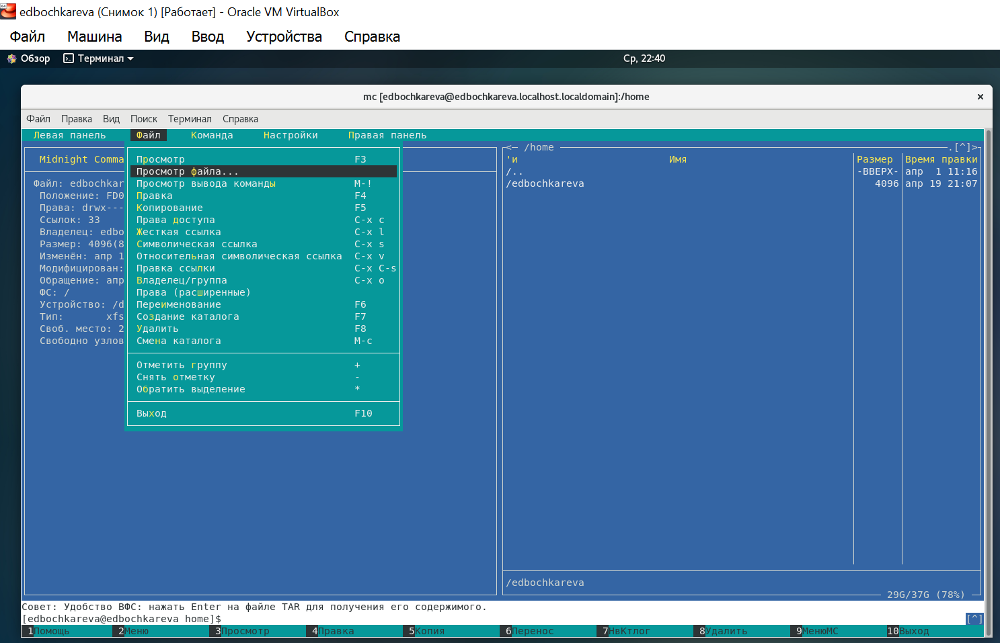 edbochkareva (Снимок 1) [Работает] - Oracle VM VirtualBox
Файл Машина Вид Ввод Устройства Справка
Обзор Терминал Ср, 22:40
mc [edbochkareva@edbochkareva.localhost.localdomain]:/home
Файл Правка Вид Поиск Терминал Справка
Левая панель Файл Команда Настройки Правая панель
<─ /home .[^]>
Midnight Comma Просмотр F3 'и Имя Размер Время правки
Просмотр файла... /.. -ВВЕРХ- апр 1 11:16
Файл: edbochkar Просмотр вывода команды M-! /edbochkareva 4096 апр 19 21:07
Положение: FD0 Правка F4
Права: drwx--- Копирование F5
Ссылок: 33 Права доступа C-x c
Владелец: edbo Жесткая ссылка C-x l
Размер: 4096(8 Символическая ссылка C-x s
Изменён: апр 1 Относительная символическая ссылка C-x v
Модифицирован: Правка ссылки C-x C-s
Обращение: апр Владелец/группа C-x o
ФС: / Права (расширенные)
Устройство: /d Переименование F6
Тип: xfs Создание каталога F7
Своб. место: 2 Удалить F8
Свободно узлов Смена каталога M-c
Отметить группу +
Снять отметку -
Обратить выделение *
Выход F10
/edbochkareva
29G/37G (78%)
Совет: Удобство ВФС: нажать Enter на файле TAR для получения его содержимого.
[edbochkareva@edbochkareva home]$ [^]
1Помощь 2Меню 3Просмотр 4Правка 5Копия 6Перенос 7НвКтлог 8Удалить 9МенюMC 10Выход